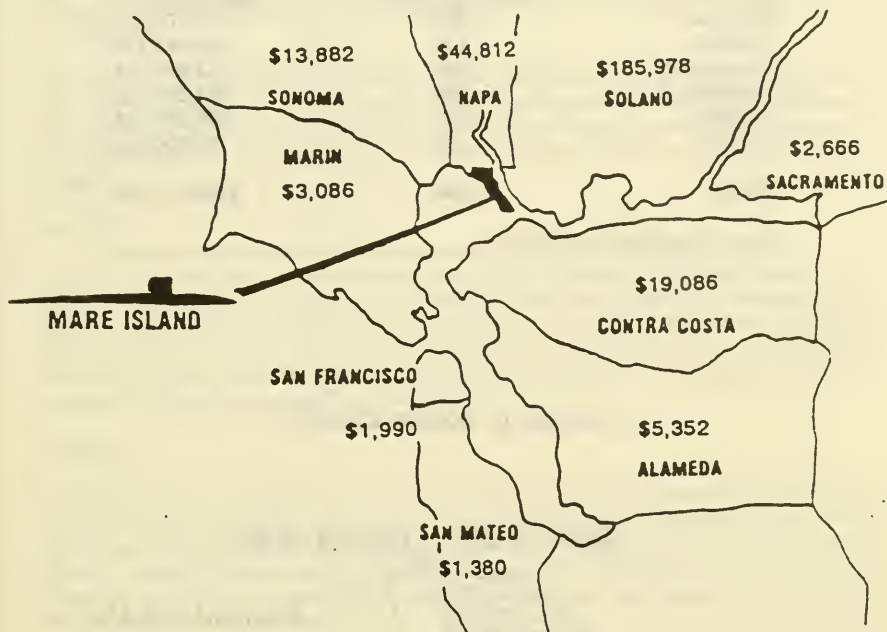 $13,882
SONOMA
$44,812
NAPA
$185,978
SOLANO
$2,666
SACRAMENTO
MARIN
$3,086
MARE ISLAND
$19,086
CONTRA COSTA
SAN FRANCISCO
$1,990
$5,352
ALAMEDA
SAN MATEO
$1,380